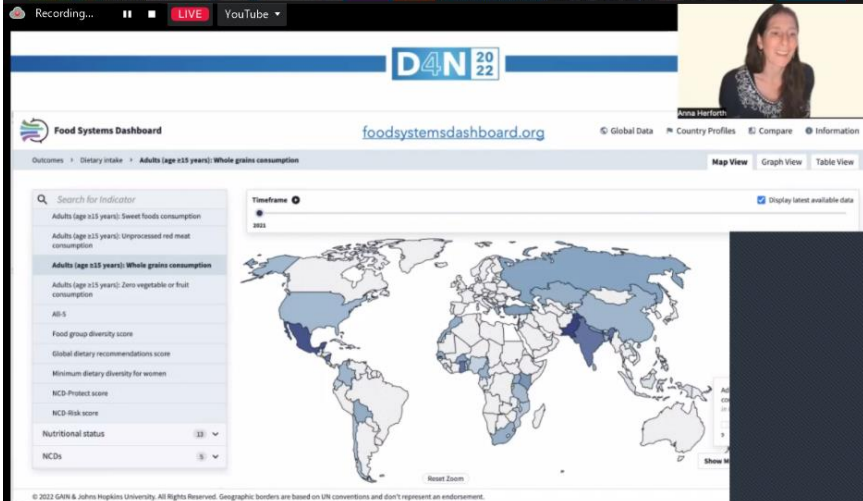 Recording...
LIVE
YouTube
D4N 20
22
Anna Herforth
Food Systems Dashboard
foodsystemsdashboard.org
Global Data
Country Profiles
Compare
Information
Outcomes > Dietary intake > Adults (age ≥15 years): Whole grains consumption
Map View
Graph View
Table View
Search for Indicator
Adults (age ≥15 years): Sweet foods consumption
Adults (age ≥15 years): Unprocessed red meat
consumption
Adults (age ≥15 years): Whole grains consumption
Adults (age ≥15 years): Zero vegetable or fruit
consumption
All-5
Food group diversity score
Global dietary recommendations score
Minimum dietary diversity for women
NCD-Protect score
NCD-Risk score
Nutritional status 13
NCDs 5
Timeframe
Display latest available data
2021
Reset Zoom
Show M
© 2022 GAIN & Johns Hopkins University. All Rights Reserved. Geographic borders are based on UN conventions and don't represent an endorsement.